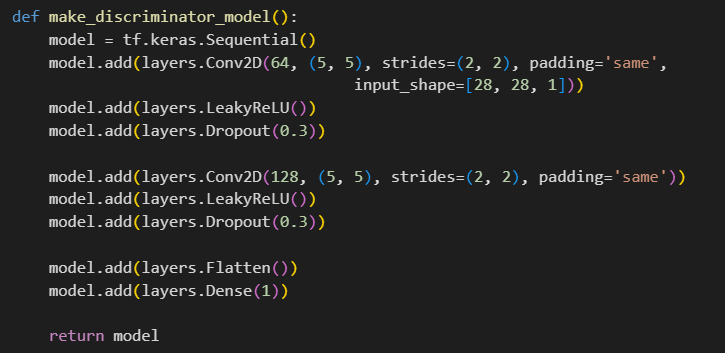 def make_discriminator_model():
    model = tf.keras.Sequential()
    model.add(layers.Conv2D(64, (5, 5), strides=(2, 2), padding='same',
                                     input_shape=[28, 28, 1]))
    model.add(layers.LeakyReLU())
    model.add(layers.Dropout(0.3))

    model.add(layers.Conv2D(128, (5, 5), strides=(2, 2), padding='same'))
    model.add(layers.LeakyReLU())
    model.add(layers.Dropout(0.3))

    model.add(layers.Flatten())
    model.add(layers.Dense(1))

    return model